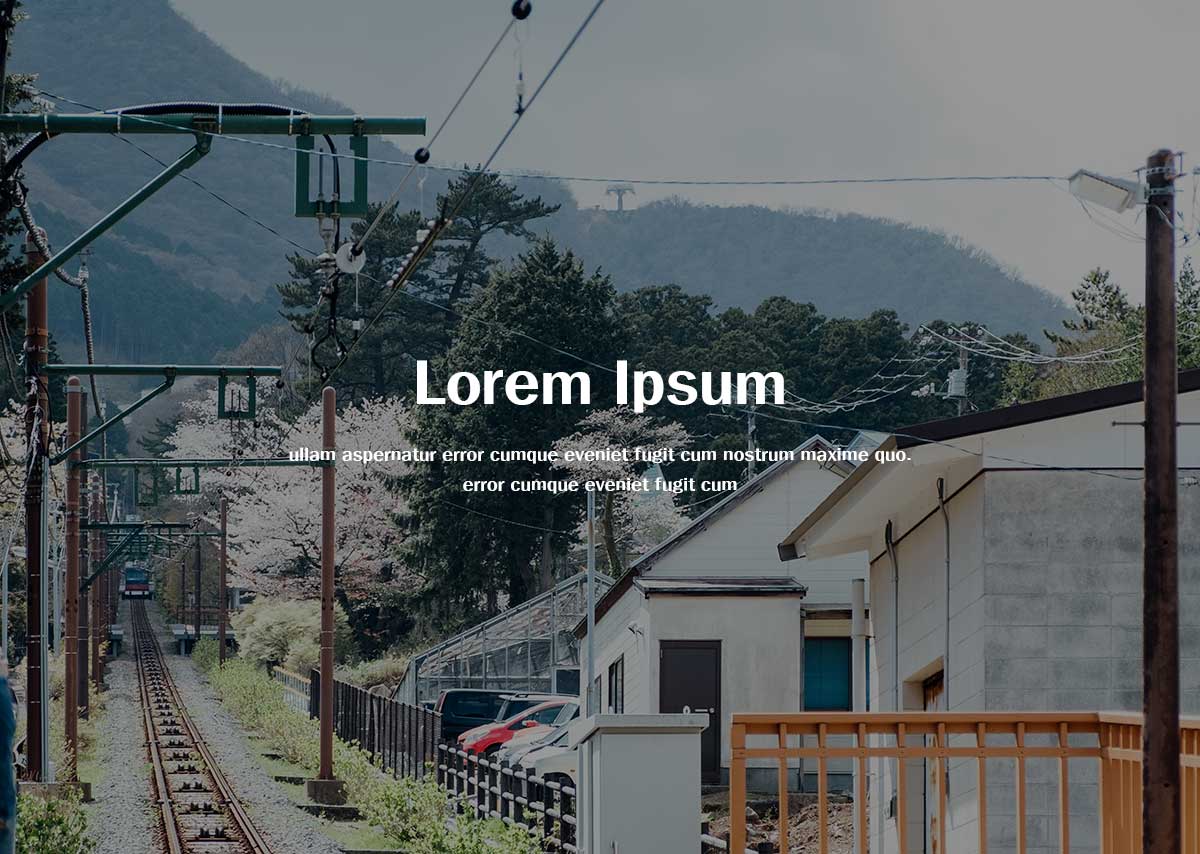 Lorem Ipsum
ullam aspernatur error cumque eveniet fugit cum nostrum maxime quo.
error cumque eveniet fugit cum